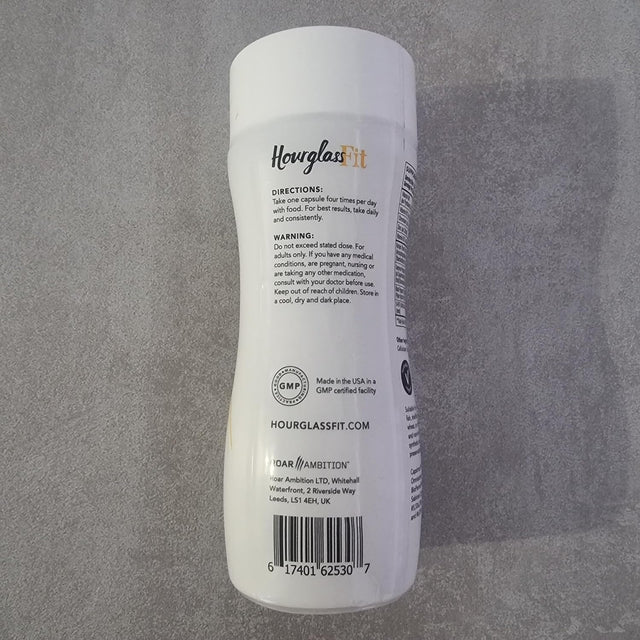 HourglassFit
DIRECTIONS:
Take one capsule four times per day
with food. For best results, take daily
and consistently.
WARNING:
Do not exceed stated dose. For
adults only. If you have any medical
conditions, are pregnant, nursing or
are taking any other medication,
consult with your doctor before use.
Keep out of reach of children. Store in
a cool, dry and dark place.
GMP
Made in the USA in a
GMP certified facility
HOURGLASSFIT.COM
ROAR AMBITION™
Roar Ambition LTD, Whitehall
Waterfront, 2 Riverside Way
Leeds, LS1 4EH, UK
6 17401 62530 7